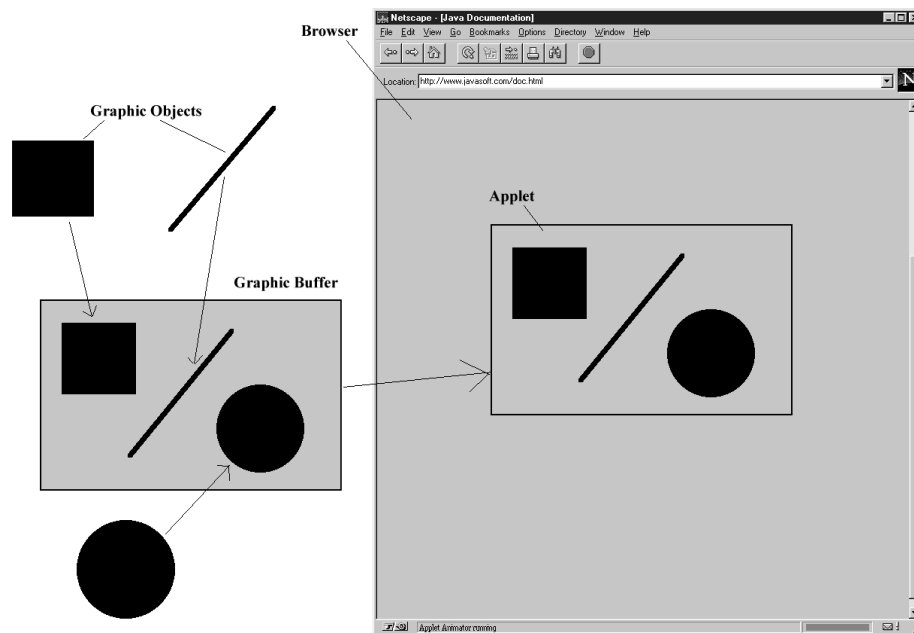 Browser
Netscape - [Java Documentation]
File Edit View Go Bookmarks Options Directory Window Help
Location: http://www.javasoft.com/doc.html
N
Graphic Objects
Applet
Graphic Buffer
Applet Animator running